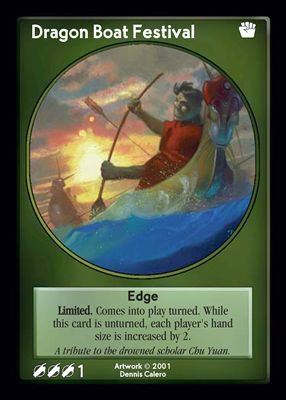 Dragon Boat Festival
Edge
Limited. Comes into play turned. While
this card is unturned, each player's hand
size is increased by 2.
A tribute to the drowned scholar Chu Yuan.
1
Artwork © 2001
Dennis Calero